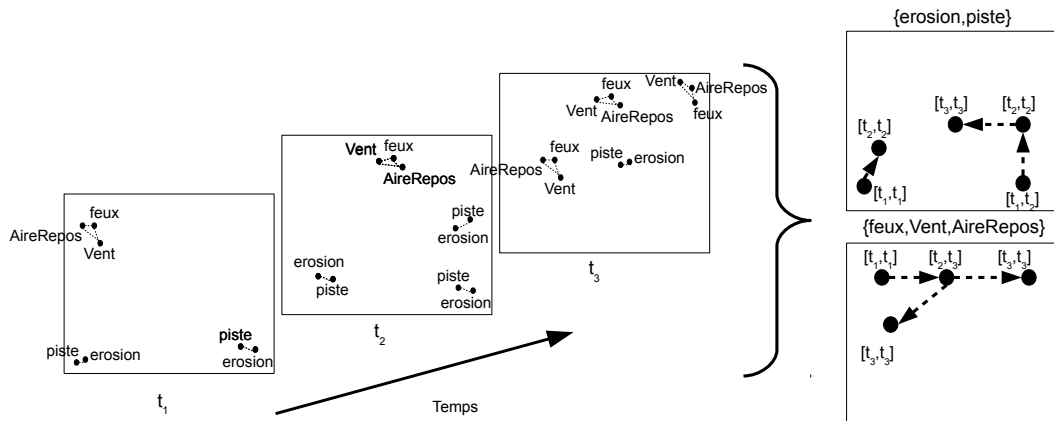 feux
AireRepos
Vent
piste
erosion
piste
erosion
t1
Vent
feux
AireRepos
piste
erosion
erosion
piste
piste
erosion
t2
Vent
feux
AireRepos
feux
Vent
AireRepos
feux
AireRepos
Vent
piste
erosion
t3
Temps
{erosion,piste}
[t3,t3]
[t2,t2]
[t2,t2]
[t1,t1]
[t1,t2]
{feux,Vent,AireRepos}
[t1,t1]
[t2,t3]
[t3,t3]
[t3,t3]